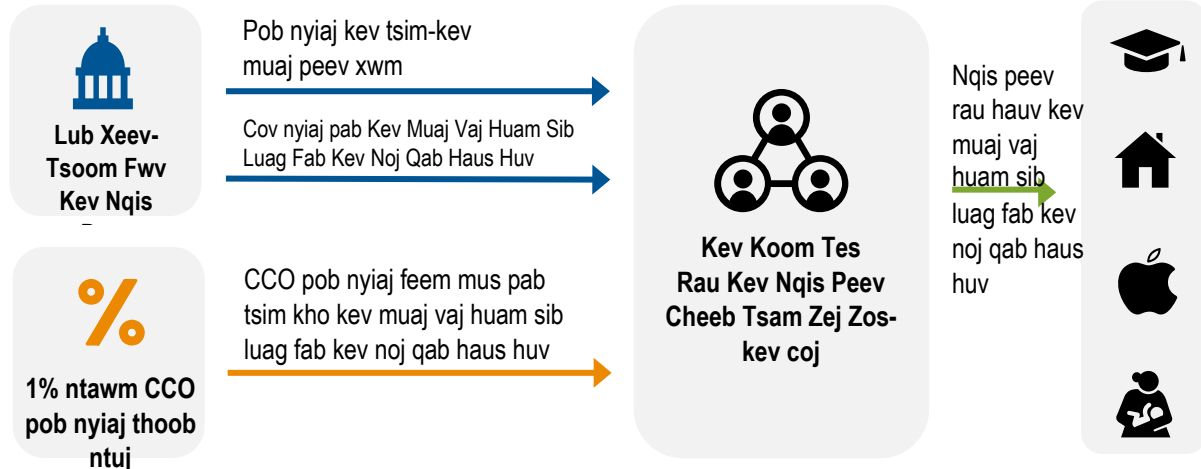 Pob nyiaj kev tsim-kev
muaj peev xwm
Lub Xeev-
Tsoom Fwv
Kev Nqis
Cov nyiaj pab Kev Muaj Vaj Huam Sib
Luag Fab Kev Noj Qab Haus Huv
%
1% ntawm CCO
pob nyiaj thoob
ntuj
CCO pob nyiaj feem mus pab
tsim kho kev muaj vaj huam sib
luag fab kev noj qab haus huv
Kev Koom Tes
Rau Kev Nqis Peev
Cheeb Tsam Zej Zos-
kev coj
Nqis peev
rau hauv kev
muaj vaj
huam sib
luag fab kev
noj qab haus
huv